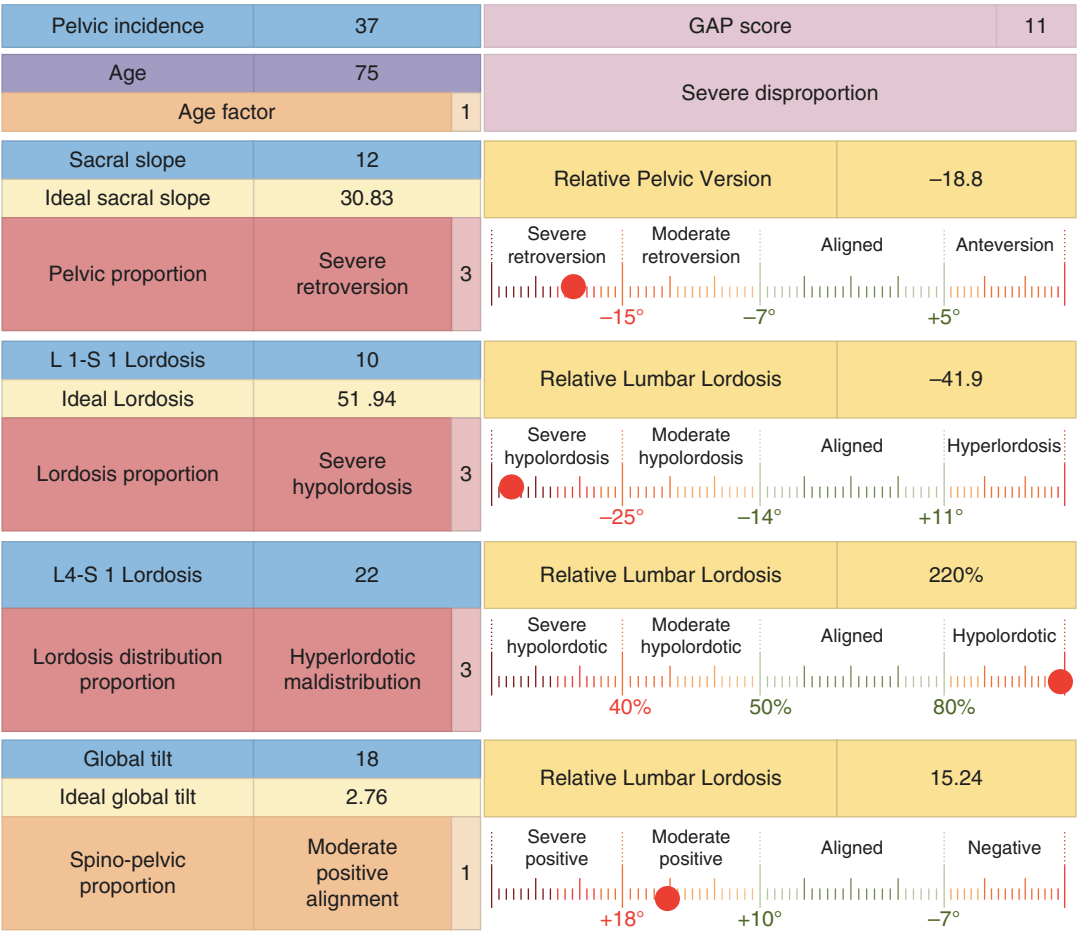 Pelvic incidence 37
GAP score 11
Age 75
Age factor 1
Severe disproportion
Sacral slope 12
Ideal sacral slope 30.83
Relative Pelvic Version –18.8
Pelvic proportion
Severe
retroversion
3
Severe
retroversion
Moderate
retroversion
Aligned
Anteversion
–15° –7° +5°
L 1-S 1 Lordosis 10
Ideal Lordosis 51 .94
Relative Lumbar Lordosis –41.9
Lordosis proportion
Severe
hypolordosis
3
Severe
hypolordosis
Moderate
hypolordosis
Aligned
Hyperlordosis
–25° –14° +11°
L4-S 1 Lordosis 22
Relative Lumbar Lordosis 220%
Lordosis distribution
proportion
Hyperlordotic
maldistribution
3
Severe
hypolordotic
Moderate
hypolordotic
Aligned
Hypolordotic
40% 50% 80%
Global tilt 18
Ideal global tilt 2.76
Relative Lumbar Lordosis 15.24
Spino-pelvic
proportion
Moderate
positive
alignment
1
Severe
positive
Moderate
positive
Aligned
Negative
+18° +10° –7°